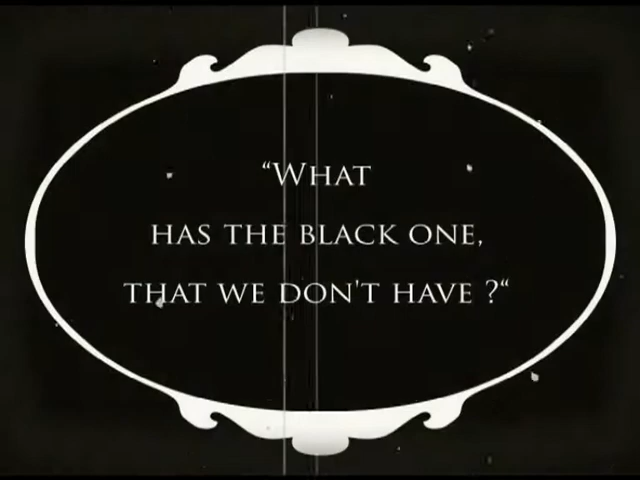 “What
has the black one,
that we don't have ?“